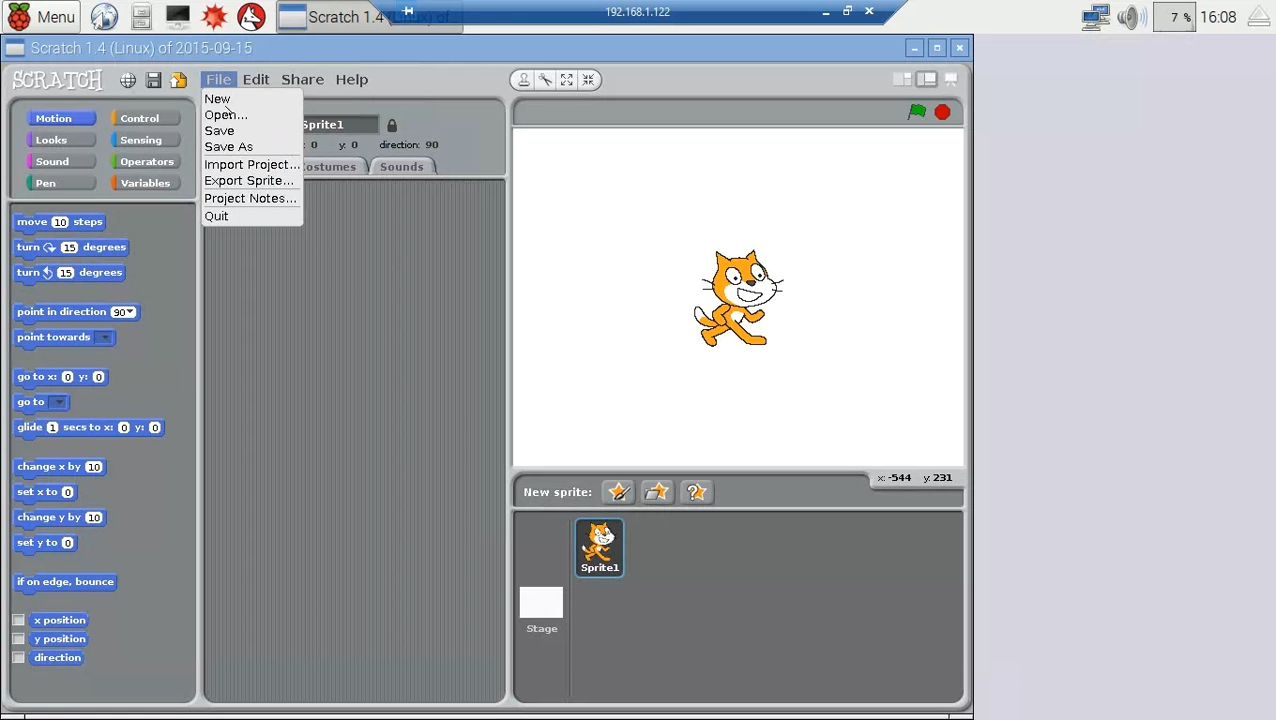 Menu
Scratch 1.4 (Linux) of
192.168.1.122
7 %
16:08
Scratch 1.4 (Linux) of 2015-09-15
SCRATCH
File Edit Share Help
New
Open...
Save
Save As
Import Project...
Export Sprite...
Project Notes...
Quit
Motion
Control
Looks
Sensing
Sound
Operators
Pen
Variables
Sprite1
x: 0 y: 0 direction: 90
Costumes
Sounds
move 10 steps
turn 15 degrees
turn 15 degrees
point in direction 90
point towards
go to x: 0 y: 0
go to
glide 1 secs to x: 0 y: 0
change x by 10
set x to 0
change y by 10
set y to 0
if on edge, bounce
x position
y position
direction
x: -544 y: 231
New sprite:
Sprite1
Stage